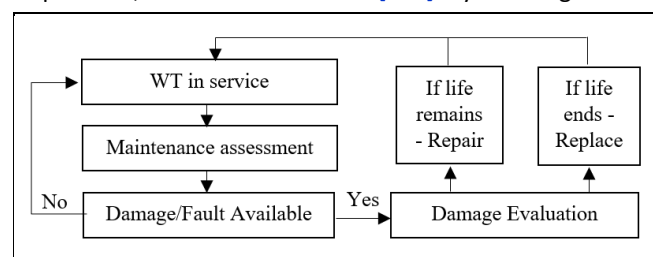 WT in service
Maintenance assessment
No
Damage/Fault Available
Yes
Damage Evaluation
If life
remains
- Repair
If life
ends -
Replace